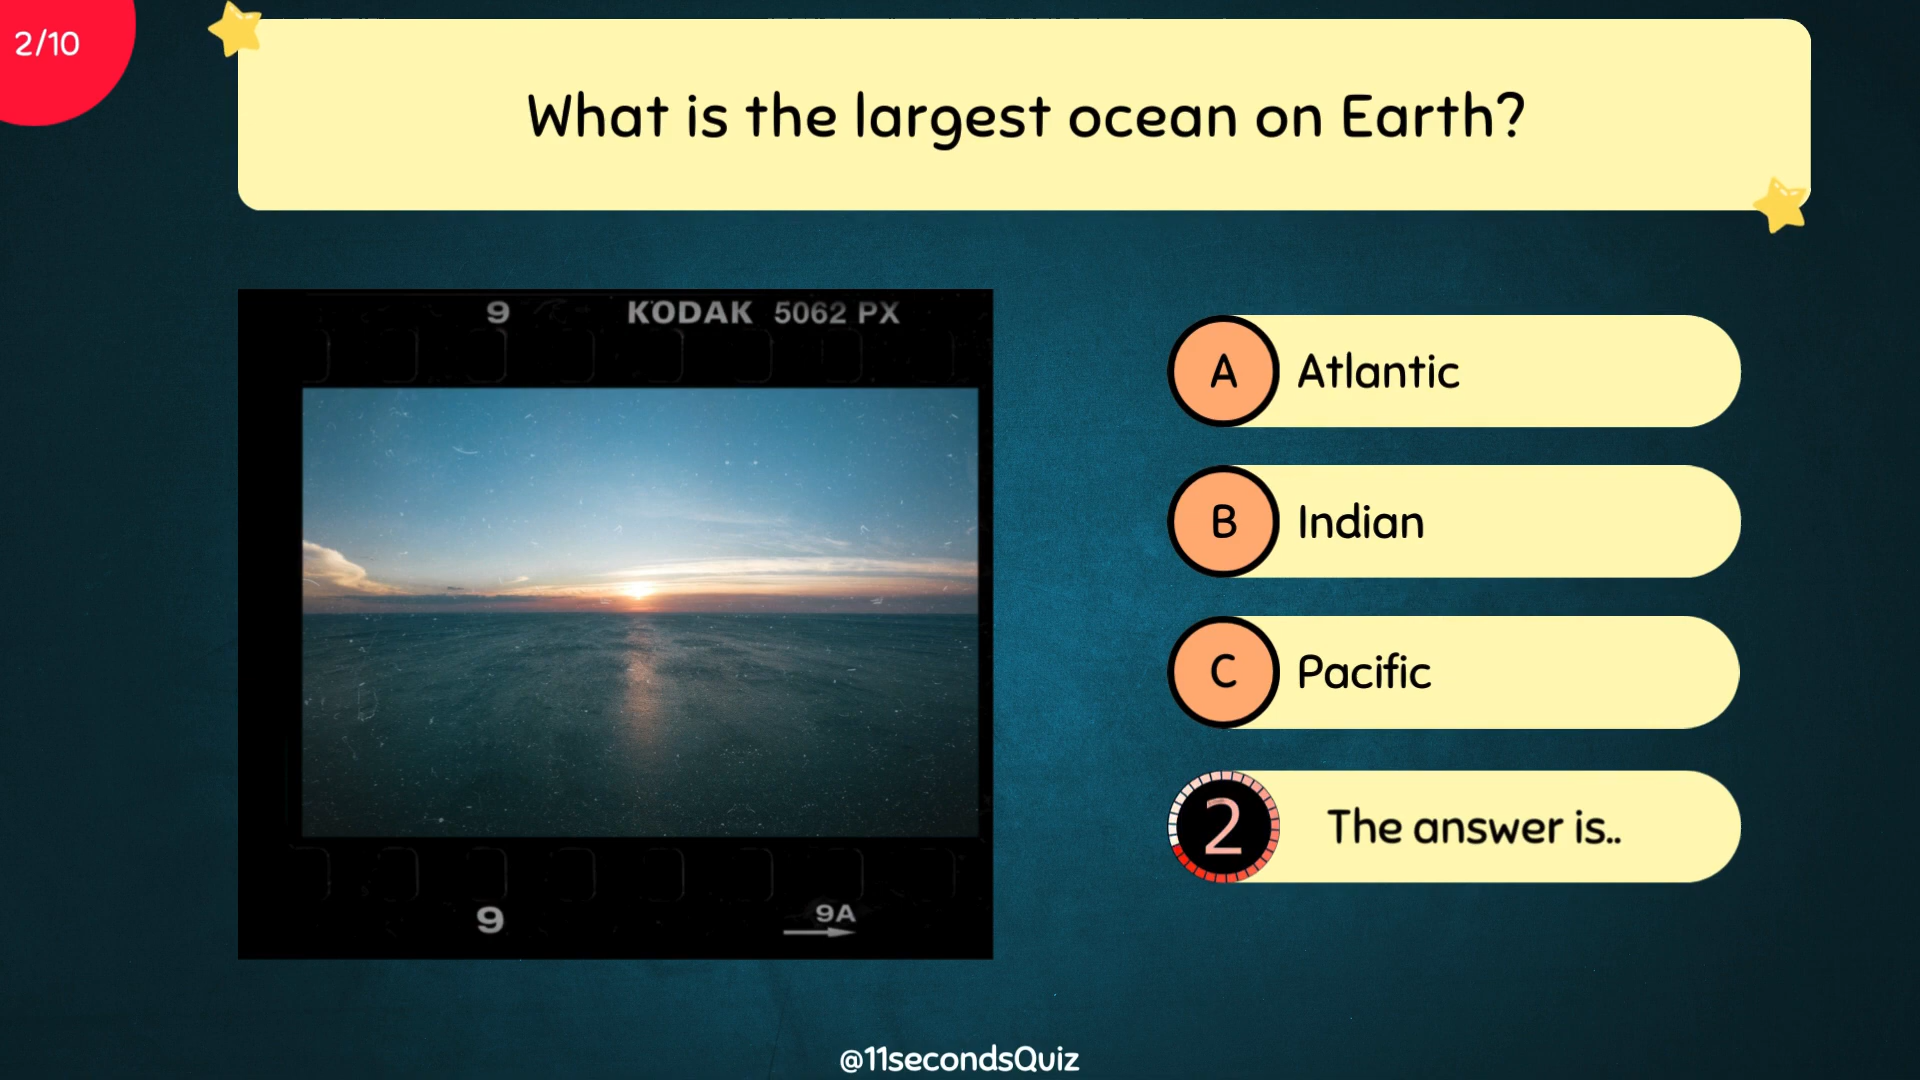 2/10
What is the largest ocean on Earth?
9 KODAK 5062 PX
9
9A
A Atlantic
B Indian
C Pacific
2 The answer is..
@11secondsQuiz